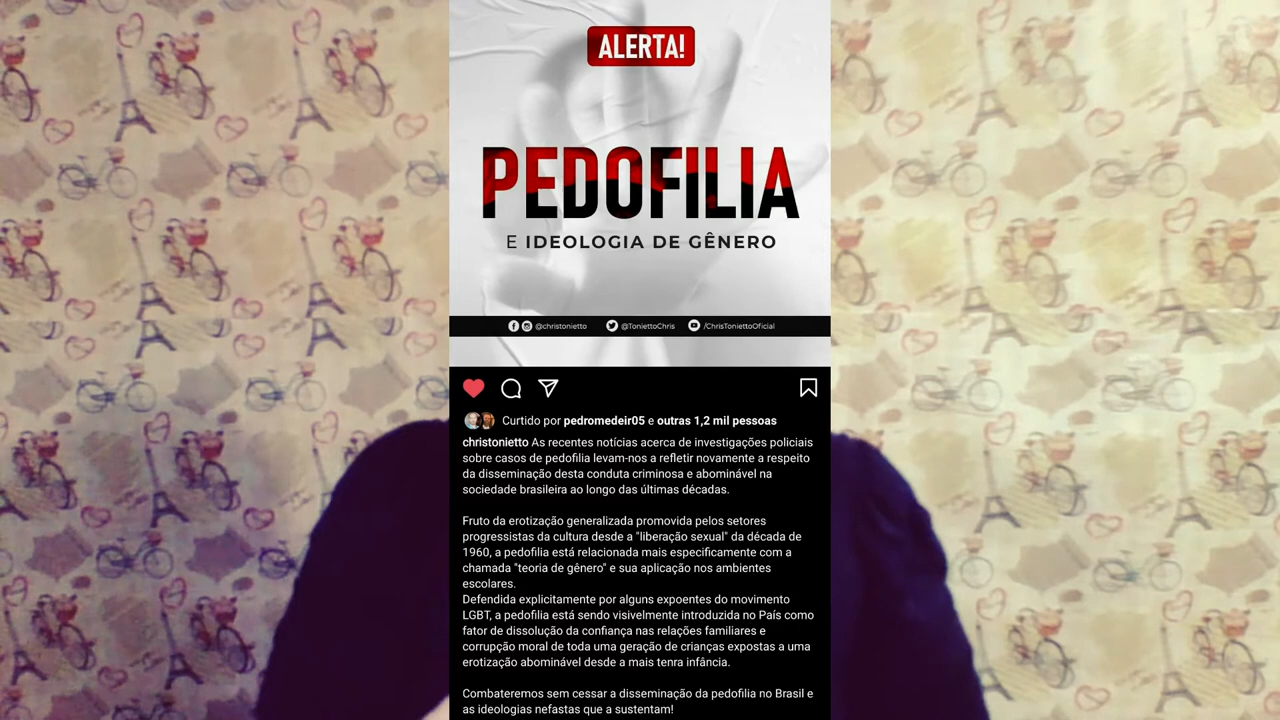 ALERTA!
PEDOFILIA
E IDEOLOGIA DE GÊNERO
@christonietto @ToniettoChris /ChrisToniettoOficial
Curtido por pedromedeir05 e outras 1,2 mil pessoas
christonietto As recentes notícias acerca de investigações policiais
sobre casos de pedofilia levam-nos a refletir novamente a respeito
da disseminação desta conduta criminosa e abominável na
sociedade brasileira ao longo das últimas décadas.
Fruto da erotização generalizada promovida pelos setores
progressistas da cultura desde a "liberação sexual" da década de
1960, a pedofilia está relacionada mais especificamente com a
chamada "teoria de gênero" e sua aplicação nos ambientes
escolares.
Defendida explicitamente por alguns expoentes do movimento
LGBT, a pedofilia está sendo visivelmente introduzida no País como
fator de dissolução da confiança nas relações familiares e
corrupção moral de toda uma geração de crianças expostas a uma
erotização abominável desde a mais tenra infância.
Combateremos sem cessar a disseminação da pedofilia no Brasil e
as ideologias nefastas que a sustentam!